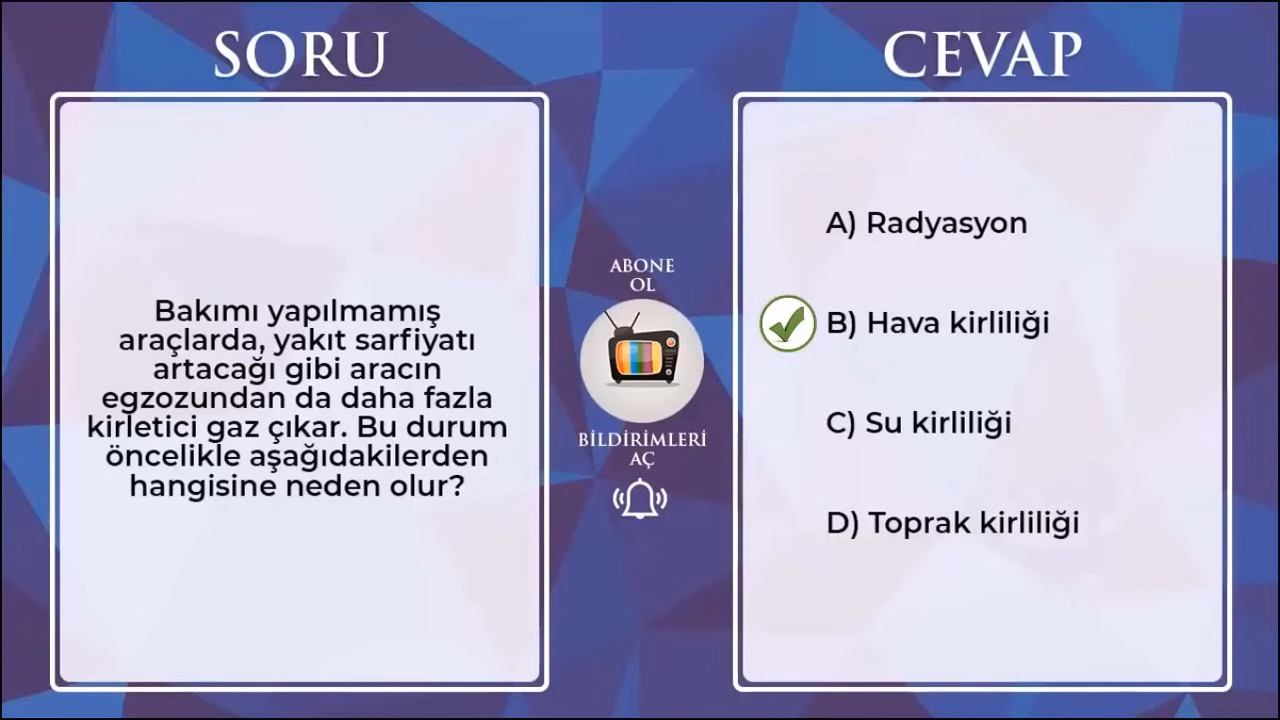 SORU
Bakımı yapılmamış
araçlarda, yakıt sarfiyatı
artacağı gibi aracın
egzozundan da daha fazla
kirletici gaz çıkar. Bu durum
öncelikle aşağıdakilerden
hangisine neden olur?
ABONE
OL
BİLDİRİMLERİ
AÇ
CEVAP
A) Radyasyon
B) Hava kirliliği
C) Su kirliliği
D) Toprak kirliliği